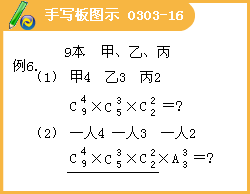 手写板图示 0303-16
9本 甲、乙、丙
例6.
(1) 甲4 乙3 丙2
C⁴₉×C³₅×C²₂=?
(2) 一人4 一人3 一人2
C⁴₉×C³₅×C²₂×A³₃=?